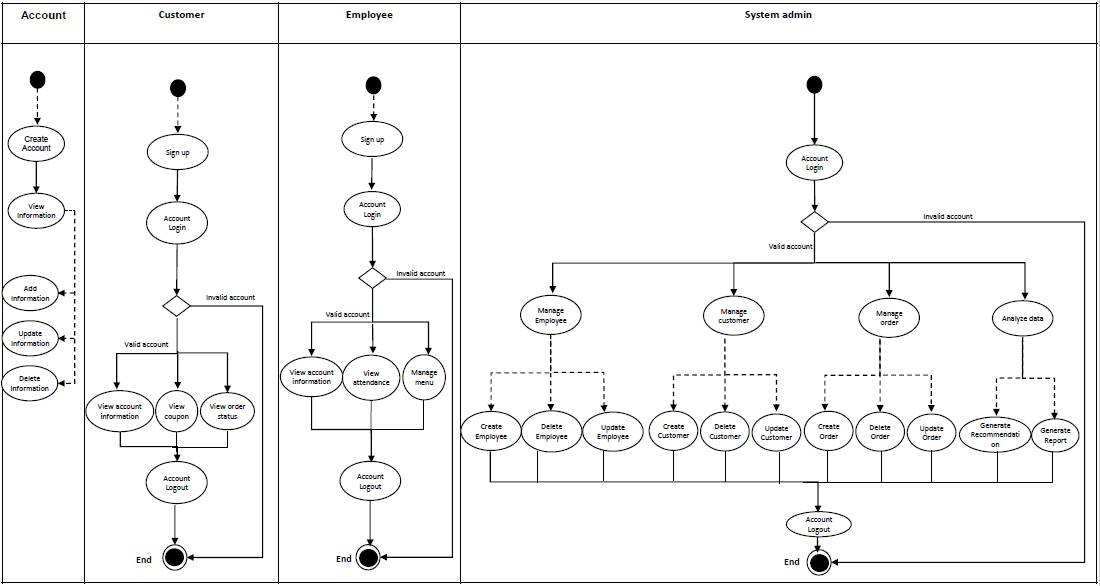 Account
Customer
Employee
System admin
Create
Account
View
Information
Add
Information
Update
Information
Delete
Information
Sign up
Account
Login
Invalid account
Valid account
View account
information
View
coupon
View order
status
Account
Logout
End
Sign up
Account
Login
Invalid account
Valid account
View account
information
View
attendance
Manage
menu
Account
Logout
End
Account
Login
Invalid account
Valid account
Manage
Employee
Manage
customer
Manage
order
Analyze data
Create
Employee
Delete
Employee
Update
Employee
Create
Customer
Delete
Customer
Update
Customer
Create
Order
Delete
Order
Update
Order
Generate
Recommendati
on
Generate
Report
Account
Logout
End